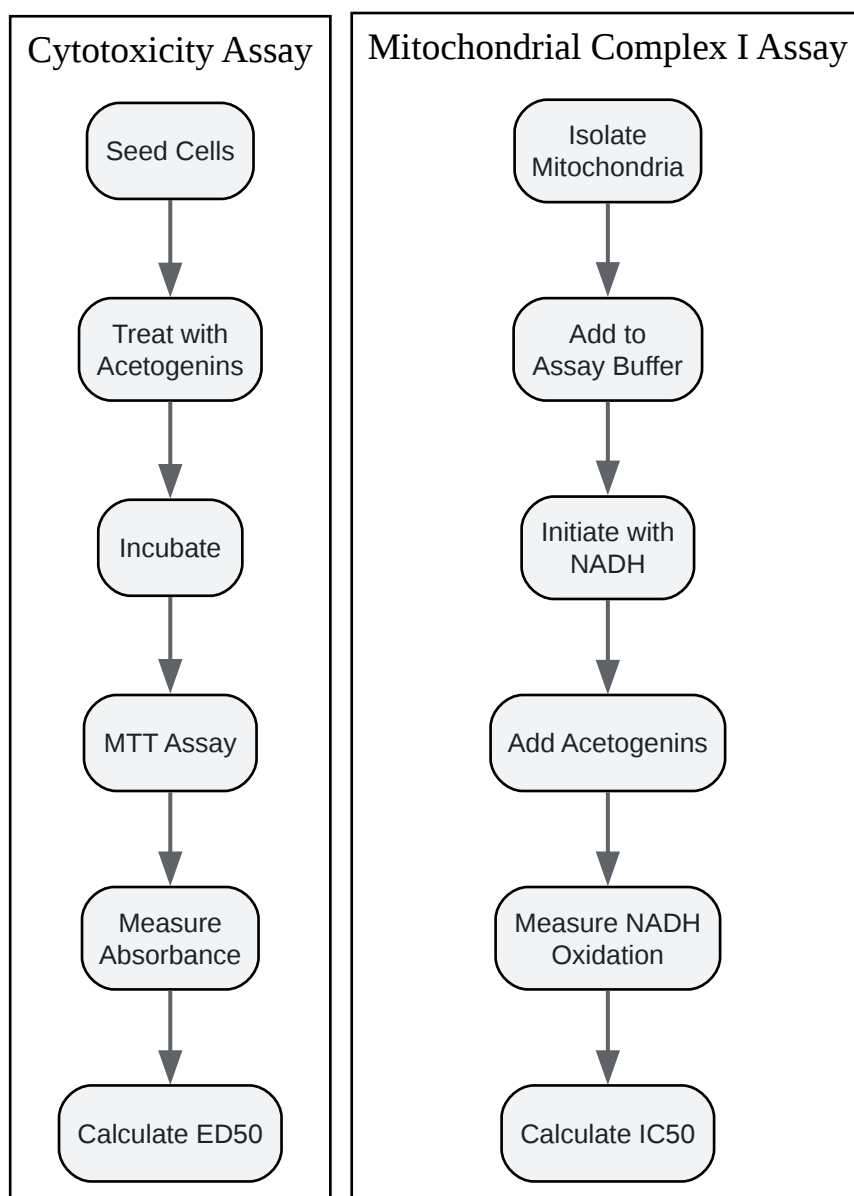 Cytotoxicity Assay
Seed Cells
Treat with
Acetogenins
Incubate
MTT Assay
Measure
Absorbance
Calculate ED50
Mitochondrial Complex I Assay
Isolate
Mitochondria
Add to
Assay Buffer
Initiate with
NADH
Add Acetogenins
Measure NADH
Oxidation
Calculate IC50